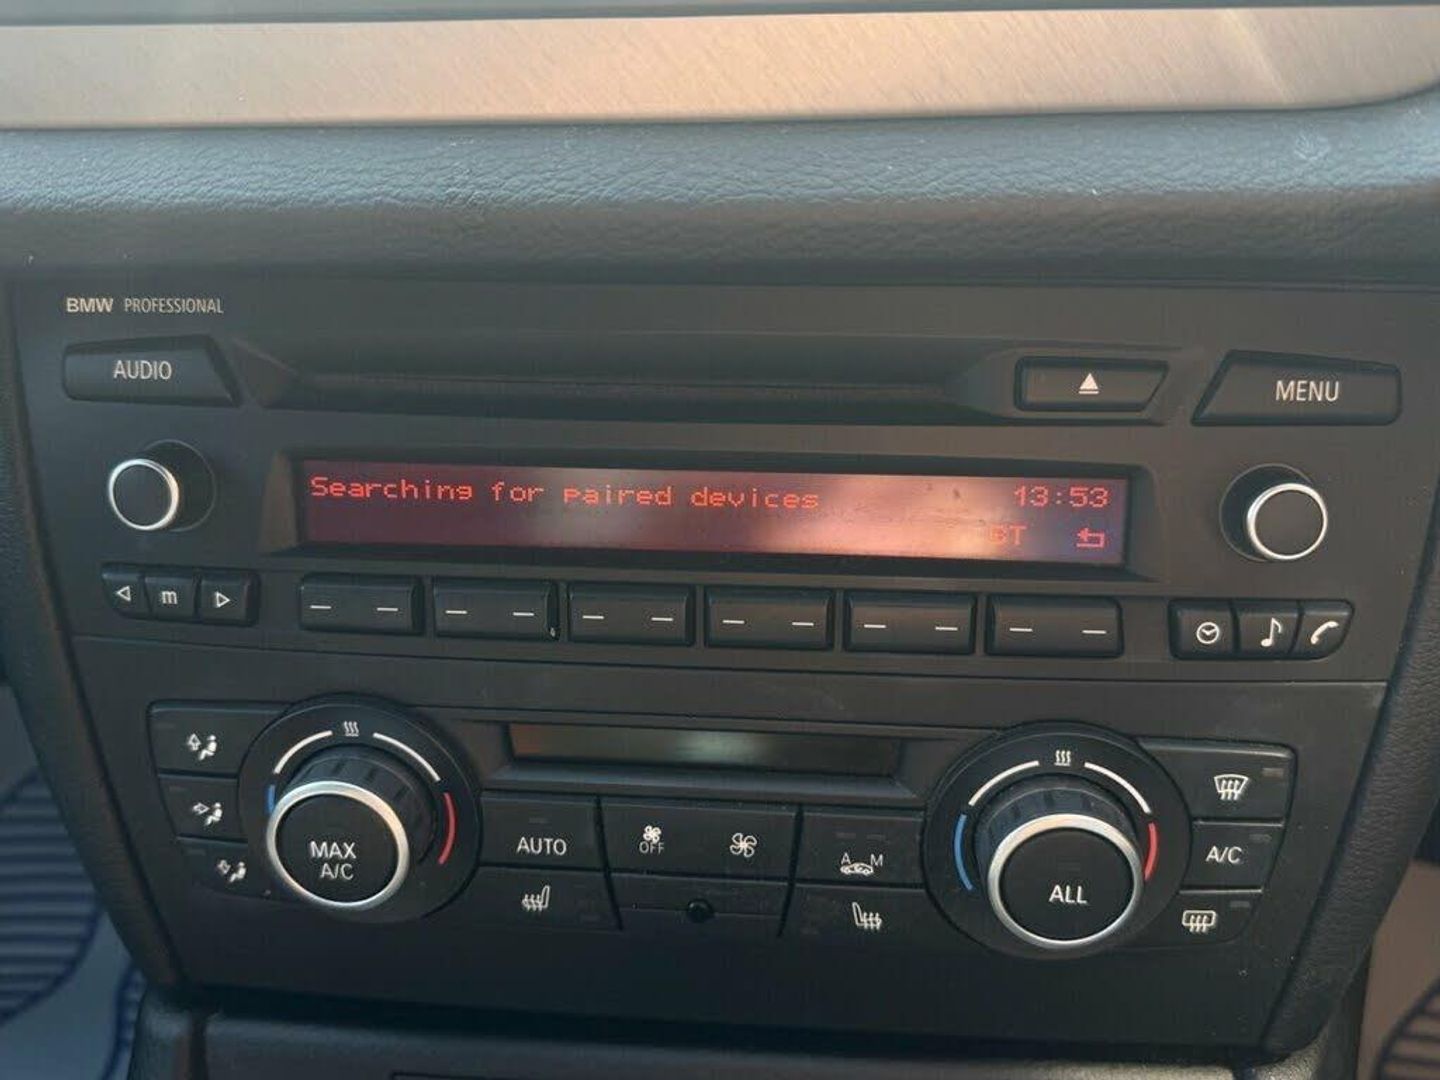 BMW PROFESSIONAL
AUDIO
MENU
Searching for paired devices 13:53
BT
m
AUTO
OFF
A M
MAX
A/C
ALL
A/C